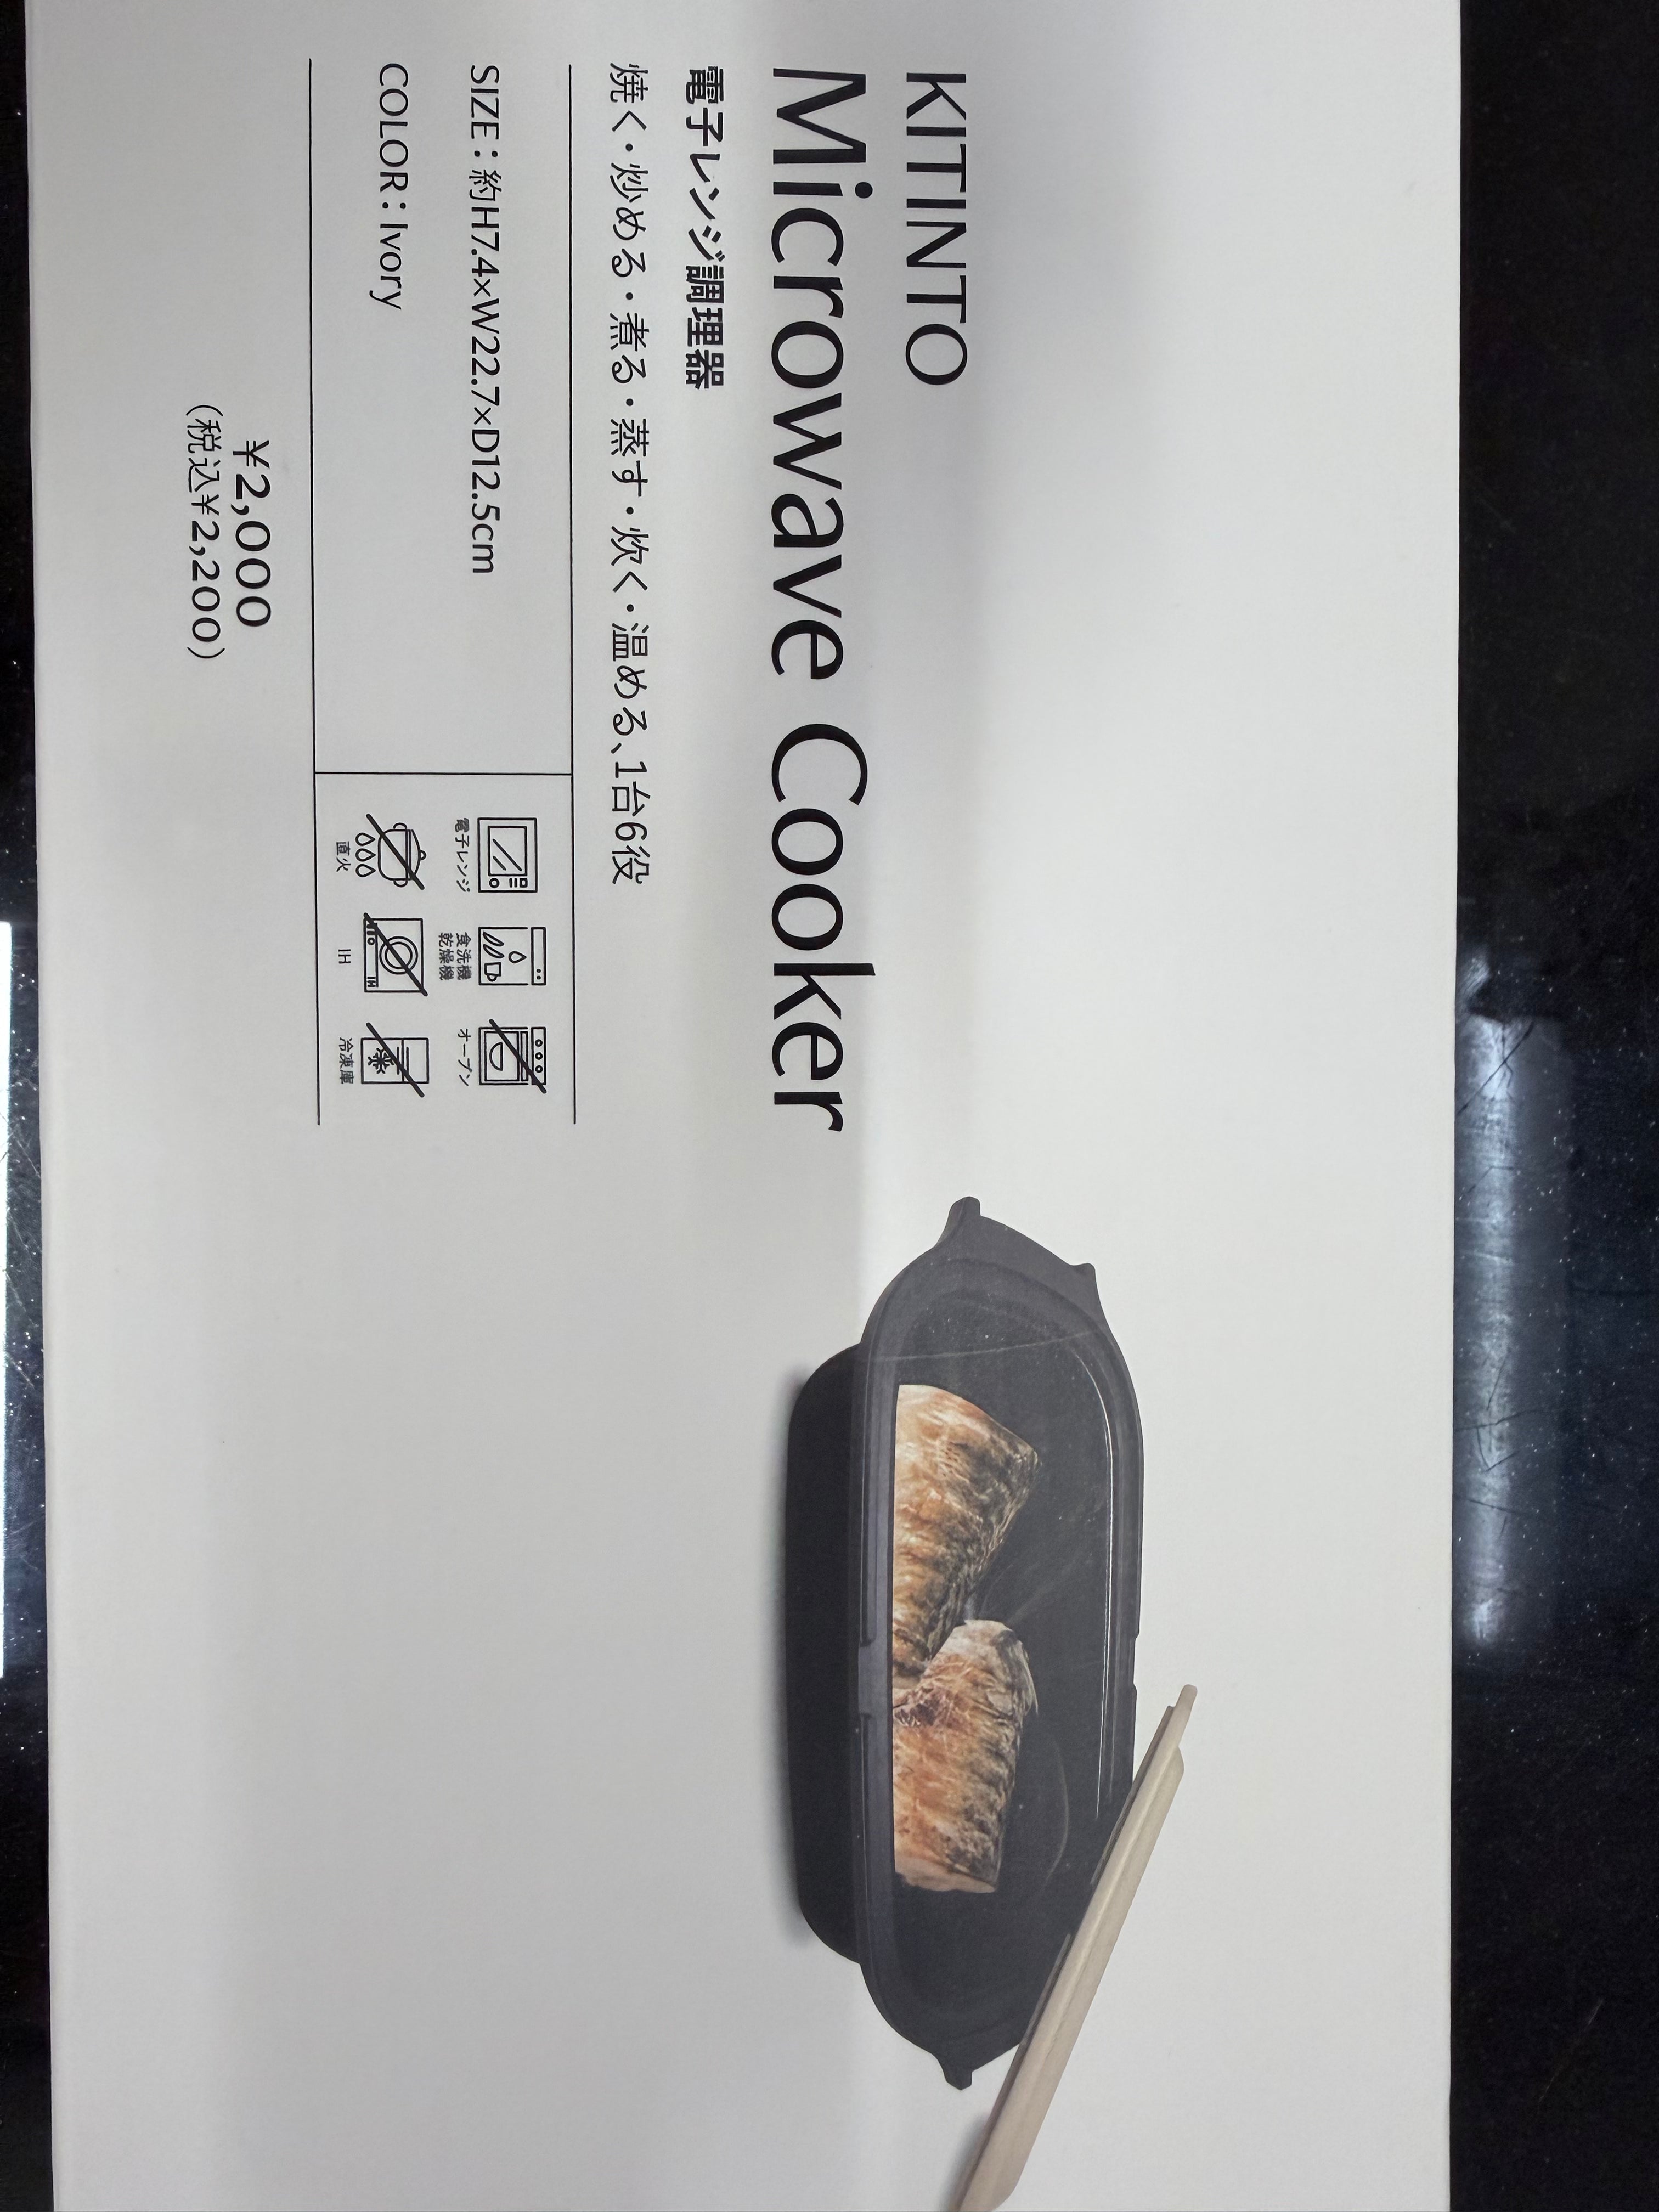 KITINTO
Microwave Cooker
電子レンジ調理器
焼く・炒める・煮る・蒸す・炊く・温める、1台6役
SIZE：約H7.4×W22.7×D12.5cm
COLOR：Ivory
電子レンジ
食洗機
乾燥機
オーブン
直火
IH
冷凍庫
¥2,000
（税込¥2,200）